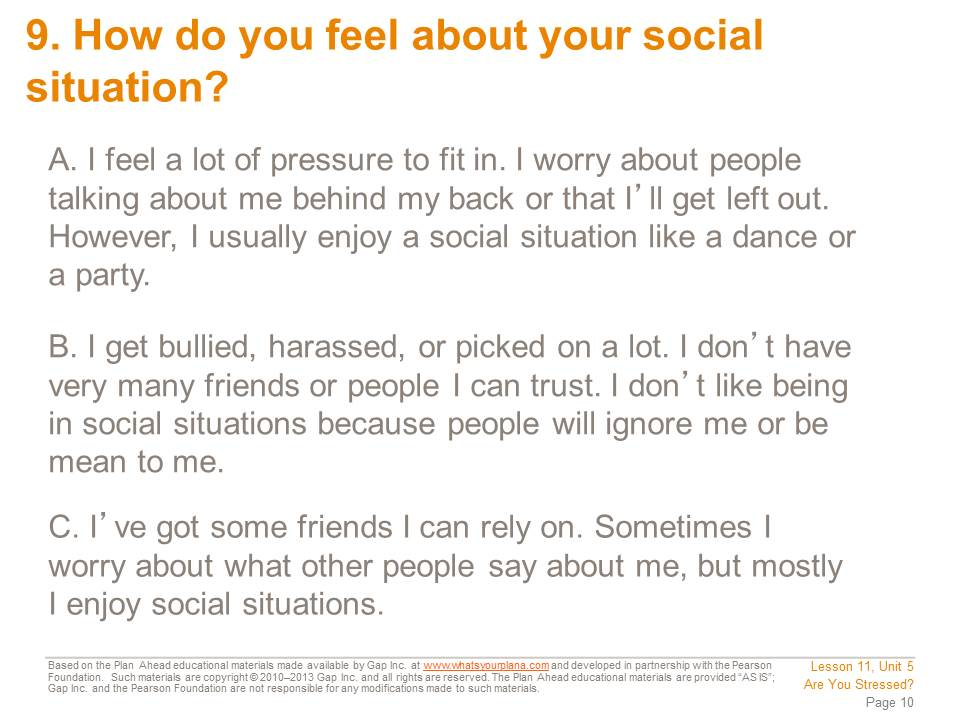 9. How do you feel about your social
situation?
A. I feel a lot of pressure to fit in. I worry about people
talking about me behind my back or that I’ll get left out.
However, I usually enjoy a social situation like a dance or
a party.
B. I get bullied, harassed, or picked on a lot. I don’t have
very many friends or people I can trust. I don’t like being
in social situations because people will ignore me or be
mean to me.
C. I’ve got some friends I can rely on. Sometimes I
worry about what other people say about me, but mostly
I enjoy social situations.
Based on the Plan Ahead educational materials made available by Gap Inc. at www.whatsyourplana.com and developed in partnership with the Pearson
Foundation. Such materials are copyright © 2010–2013 Gap Inc. and all rights are reserved. The Plan Ahead educational materials are provided “AS IS”;
Gap Inc. and the Pearson Foundation are not responsible for any modifications made to such materials.
Lesson 11, Unit 5
Are You Stressed?
Page 10